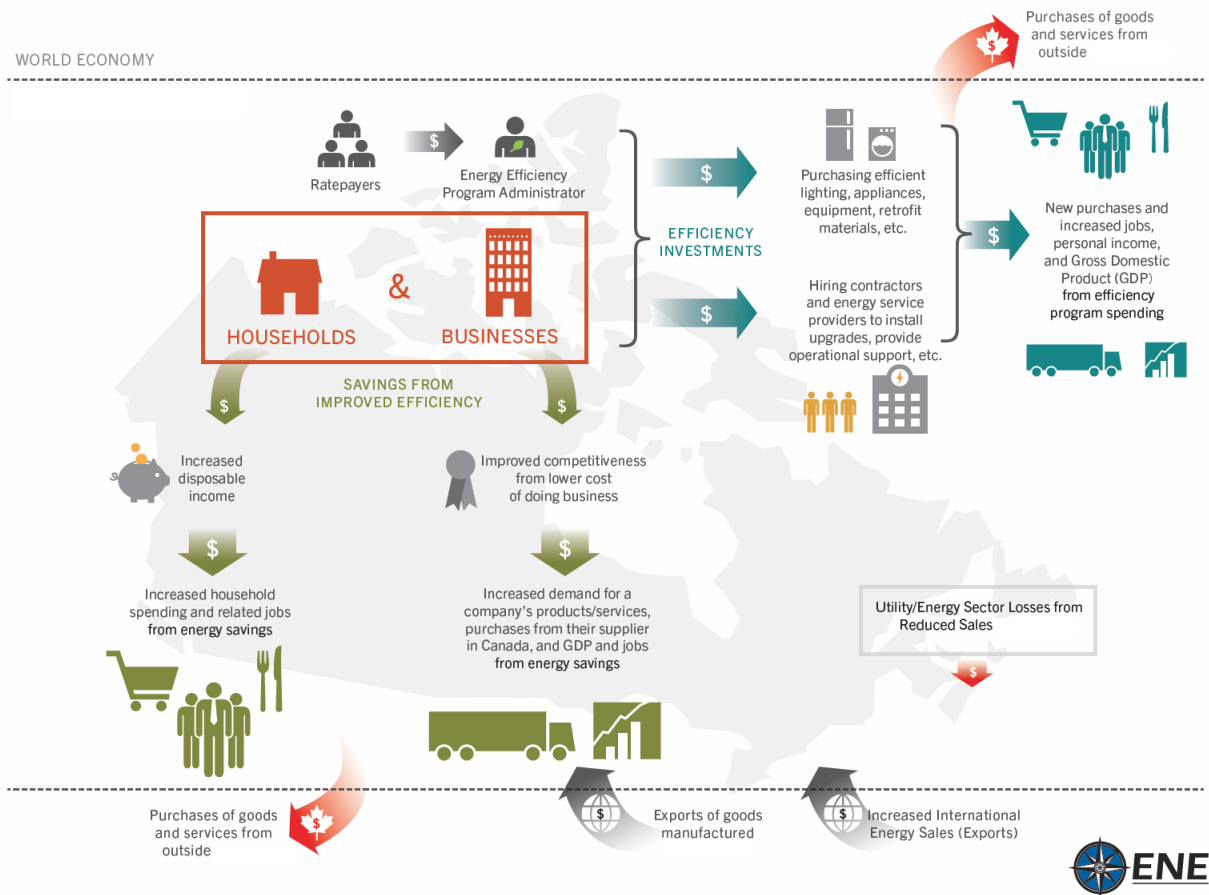 Purchases of goods
and services from
outside
WORLD ECONOMY
$
Ratepayers
$
Energy Efficiency
Program Administrator
$
Purchasing efficient
lighting, appliances,
equipment, retrofit
materials, etc.
EFFICIENCY
INVESTMENTS
$
Hiring contractors
and energy service
providers to install
upgrades, provide
operational support, etc.
$
New purchases and
increased jobs,
personal income,
and Gross Domestic
Product (GDP)
from efficiency
program spending
HOUSEHOLDS
&
BUSINESSES
SAVINGS FROM
IMPROVED EFFICIENCY
$
$
Increased
disposable
income
Improved competitiveness
from lower cost
of doing business
$
$
Increased household
spending and related jobs
from energy savings
Increased demand for a
company's products/services,
purchases from their supplier
in Canada, and GDP and jobs
from energy savings
Utility/Energy Sector Losses from
Reduced Sales
$
Purchases of goods
and services from
outside
$
$
Exports of goods
manufactured
$
Increased International
Energy Sales (Exports)
ENE